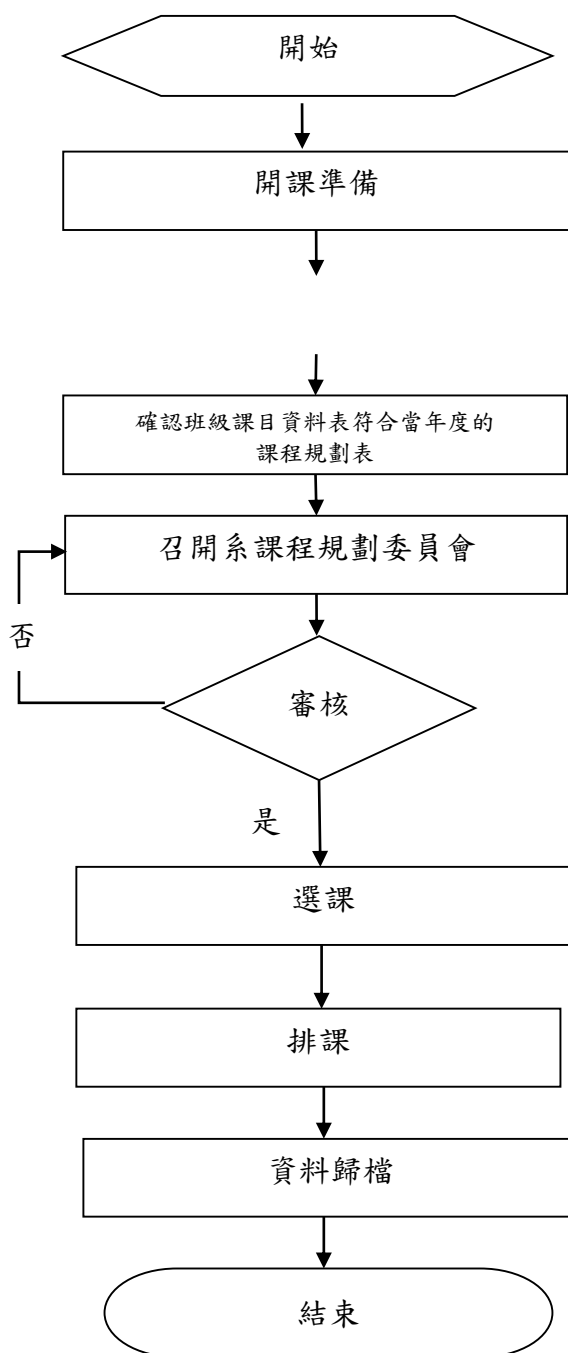 開始
開課準備
確認班級課目資料表符合當年度的
課程規劃表
召開系課程規劃委員會
否
審核
是
選課
排課
資料歸檔
結束